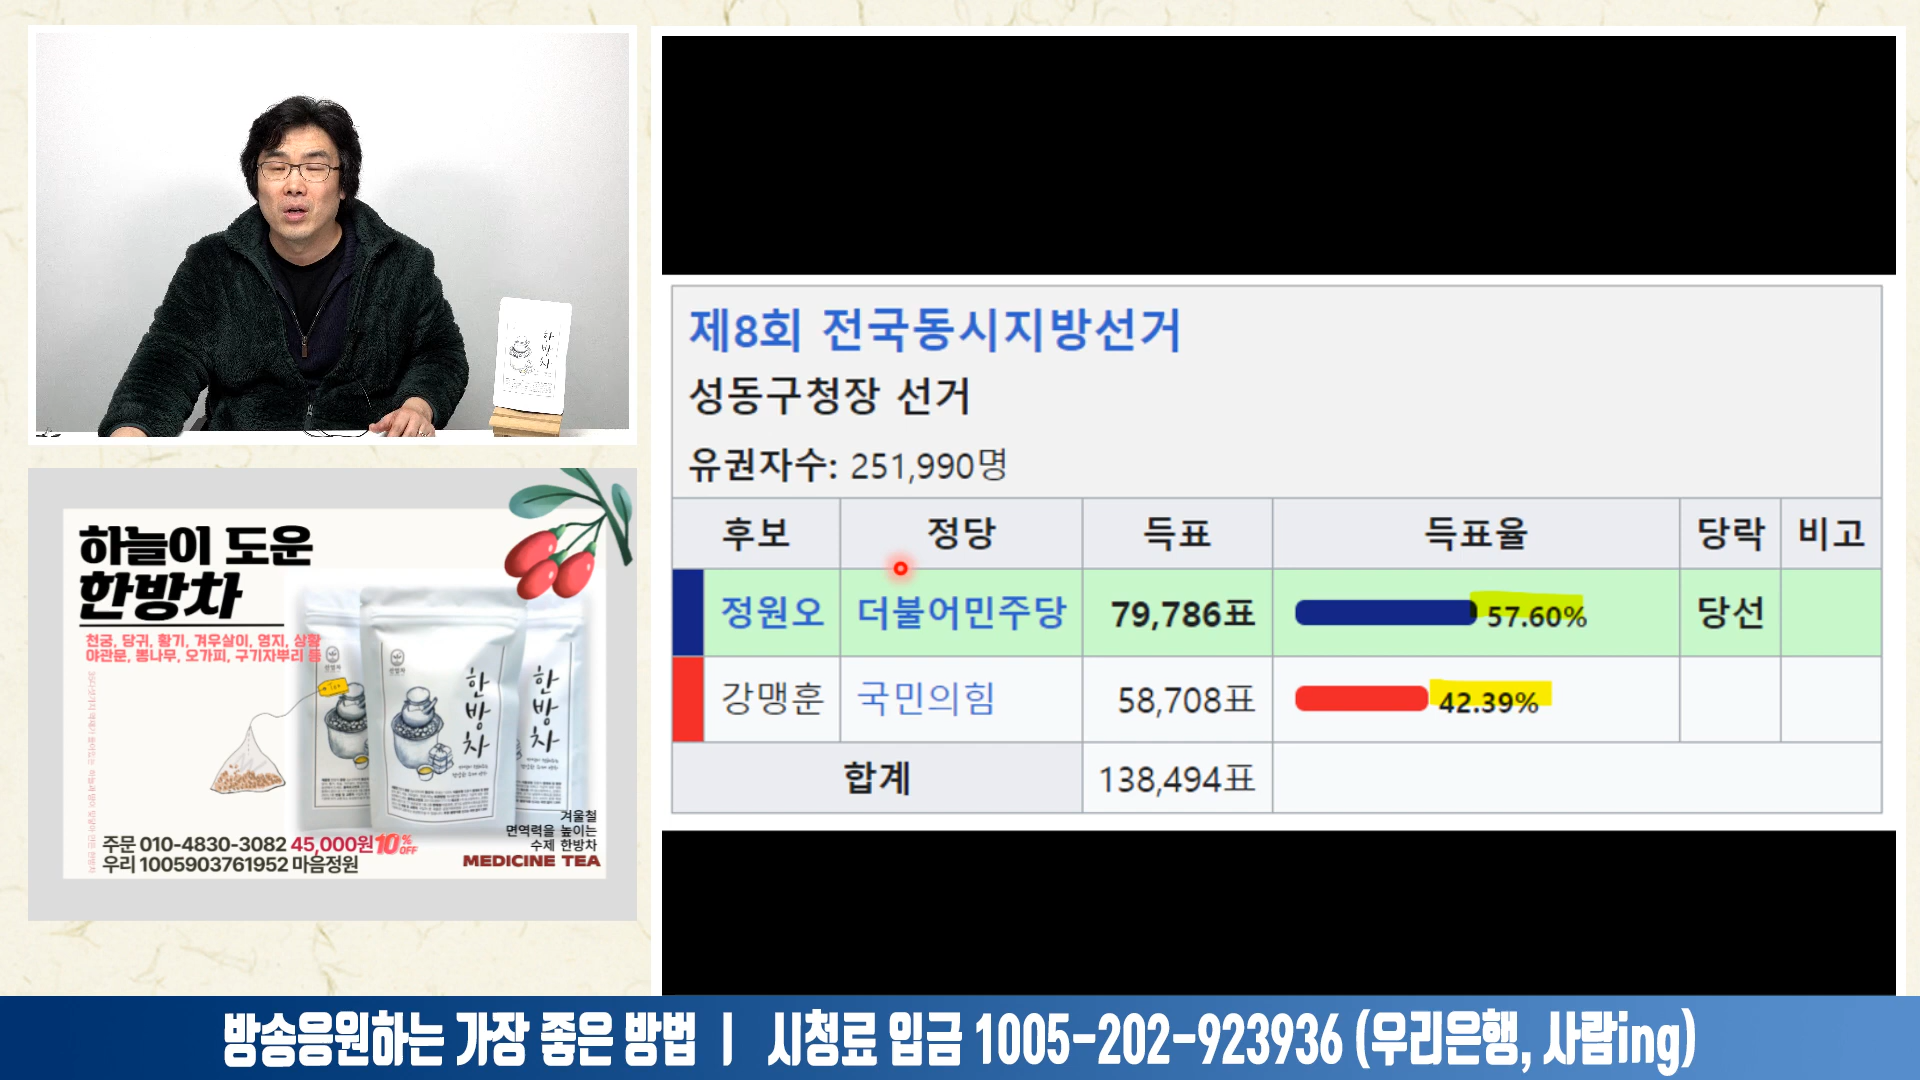 한방차
하늘이 도운
한방차
천궁, 당귀, 황기, 겨우살이, 영지, 상황
야관문, 뽕나무, 오가피, 구기자뿌리 등
한방차
한방차
주문 010-4830-3082 45,000원 10% OFF
우리 1005903761952 마음정원
겨울철
면역력을 높이는
수제 한방차
MEDICINE TEA
제8회 전국동시지방선거
성동구청장 선거
유권자수: 251,990명
후보 정당 득표 득표율 당락 비고
정원오 더불어민주당 79,786표 57.60% 당선
강맹훈 국민의힘 58,708표 42.39%
합계 138,494표
방송응원하는 가장 좋은 방법 | 시청료 입금 1005-202-923936 (우리은행, 사람ing)